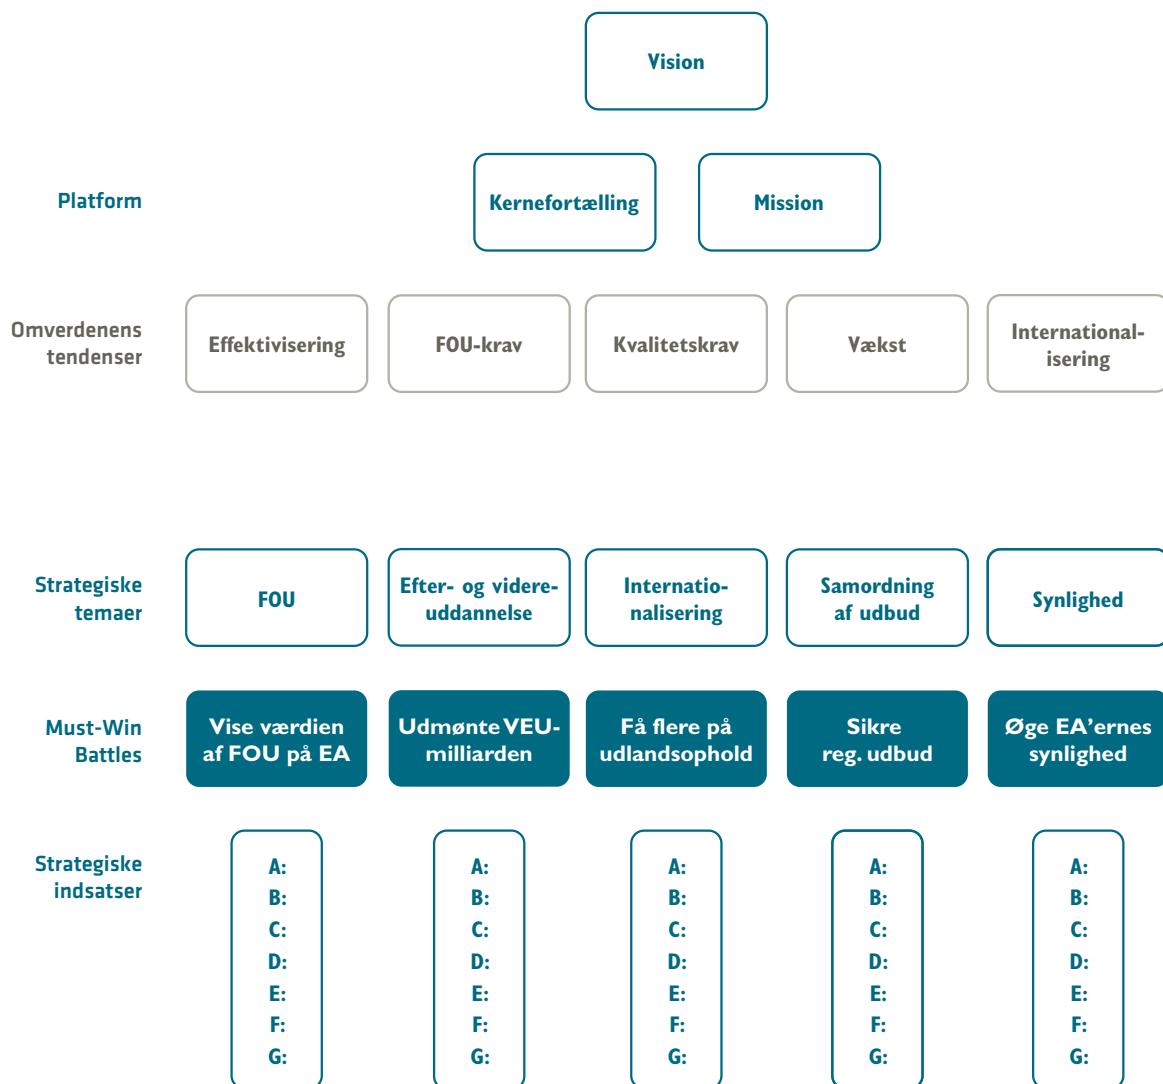 Vision
Platform
Kernefortælling
Mission
Omverdenens
tendenser
Effektivisering
FOU-krav
Kvalitetskrav
Vækst
International-
isering
Strategiske
temaer
FOU
Efter- og videre-
uddannelse
Internatio-
nalisering
Samordning
af udbud
Synlighed
Must-Win
Battles
Vise værdien
af FOU på EA
Udmønte VEU-
milliarden
Få flere på
udlandsophold
Sikre
reg. udbud
Øge EA’ernes
synlighed
Strategiske
indsatser
A:
B:
C:
D:
E:
F:
G:
A:
B:
C:
D:
E:
F:
G:
A:
B:
C:
D:
E:
F:
G:
A:
B:
C:
D:
E:
F:
G:
A:
B:
C:
D:
E:
F:
G: